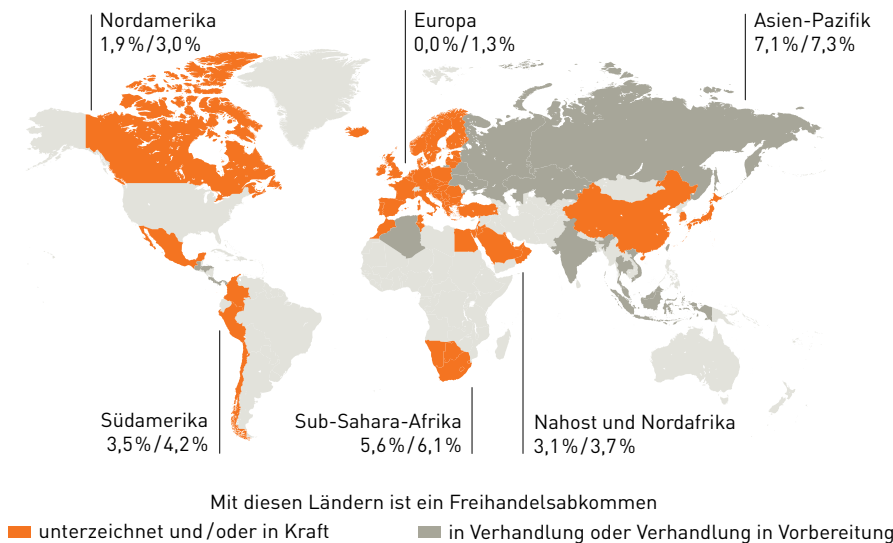 Nordamerika
1,9 % / 3,0 %
Europa
0,0 % / 1,3 %
Asien-Pazifik
7,1 % / 7,3 %
Südamerika
3,5 % / 4,2 %
Sub-Sahara-Afrika
5,6 % / 6,1 %
Nahost und Nordafrika
3,1 % / 3,7 %
Mit diesen Ländern ist ein Freihandelsabkommen
unterzeichnet und / oder in Kraft
in Verhandlung oder Verhandlung in Vorbereitung